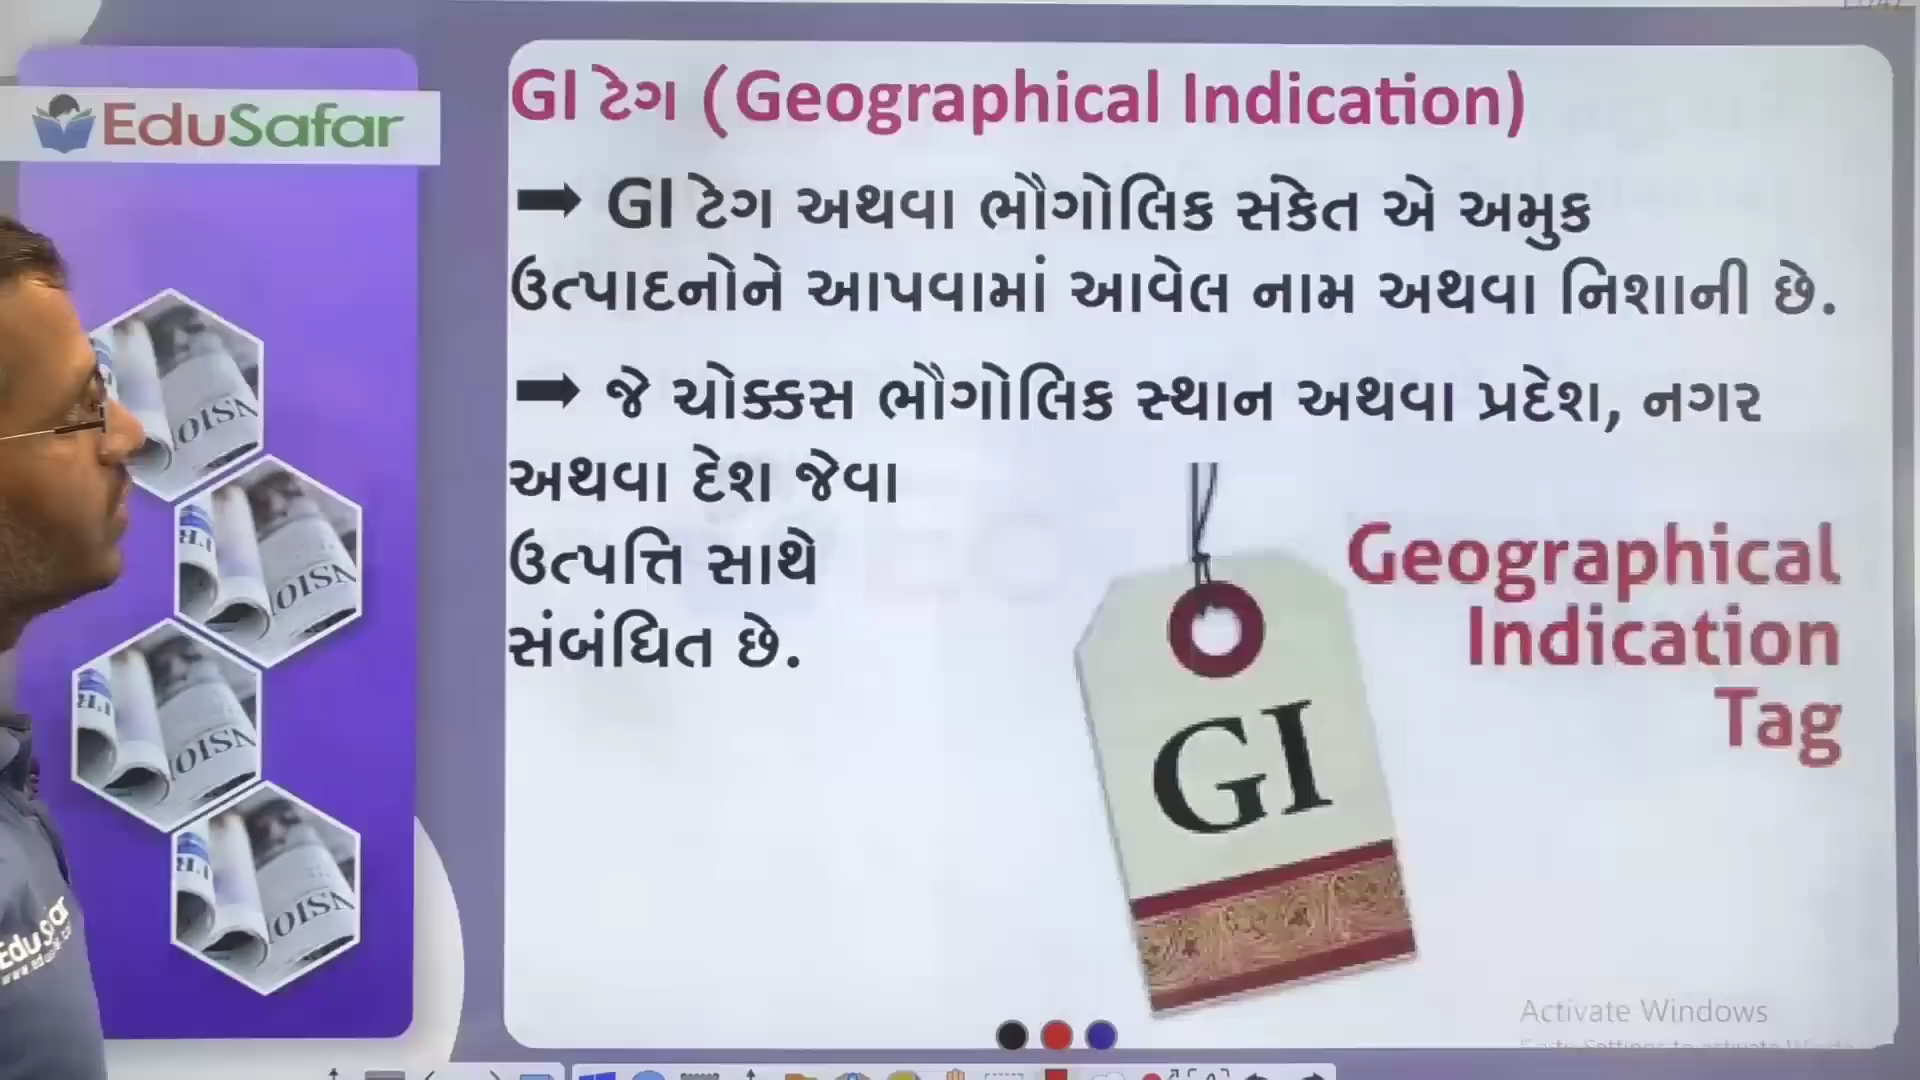 EduSafar
GI ટેગ (Geographical Indication)
➡ GI ટેગ અથવા ભૌગોલિક સંકેત એ અમુક
ઉત્પાદનોને આપવામાં આવેલ નામ અથવા નિશાની છે.
➡ જે ચોક્કસ ભૌગોલિક સ્થાન અથવા પ્રદેશ, નગર
અથવા દેશ જેવા
ઉત્પત્તિ સાથે
સંબંધિત છે.
Geographical
Indication
Tag
GI
Activate Windows